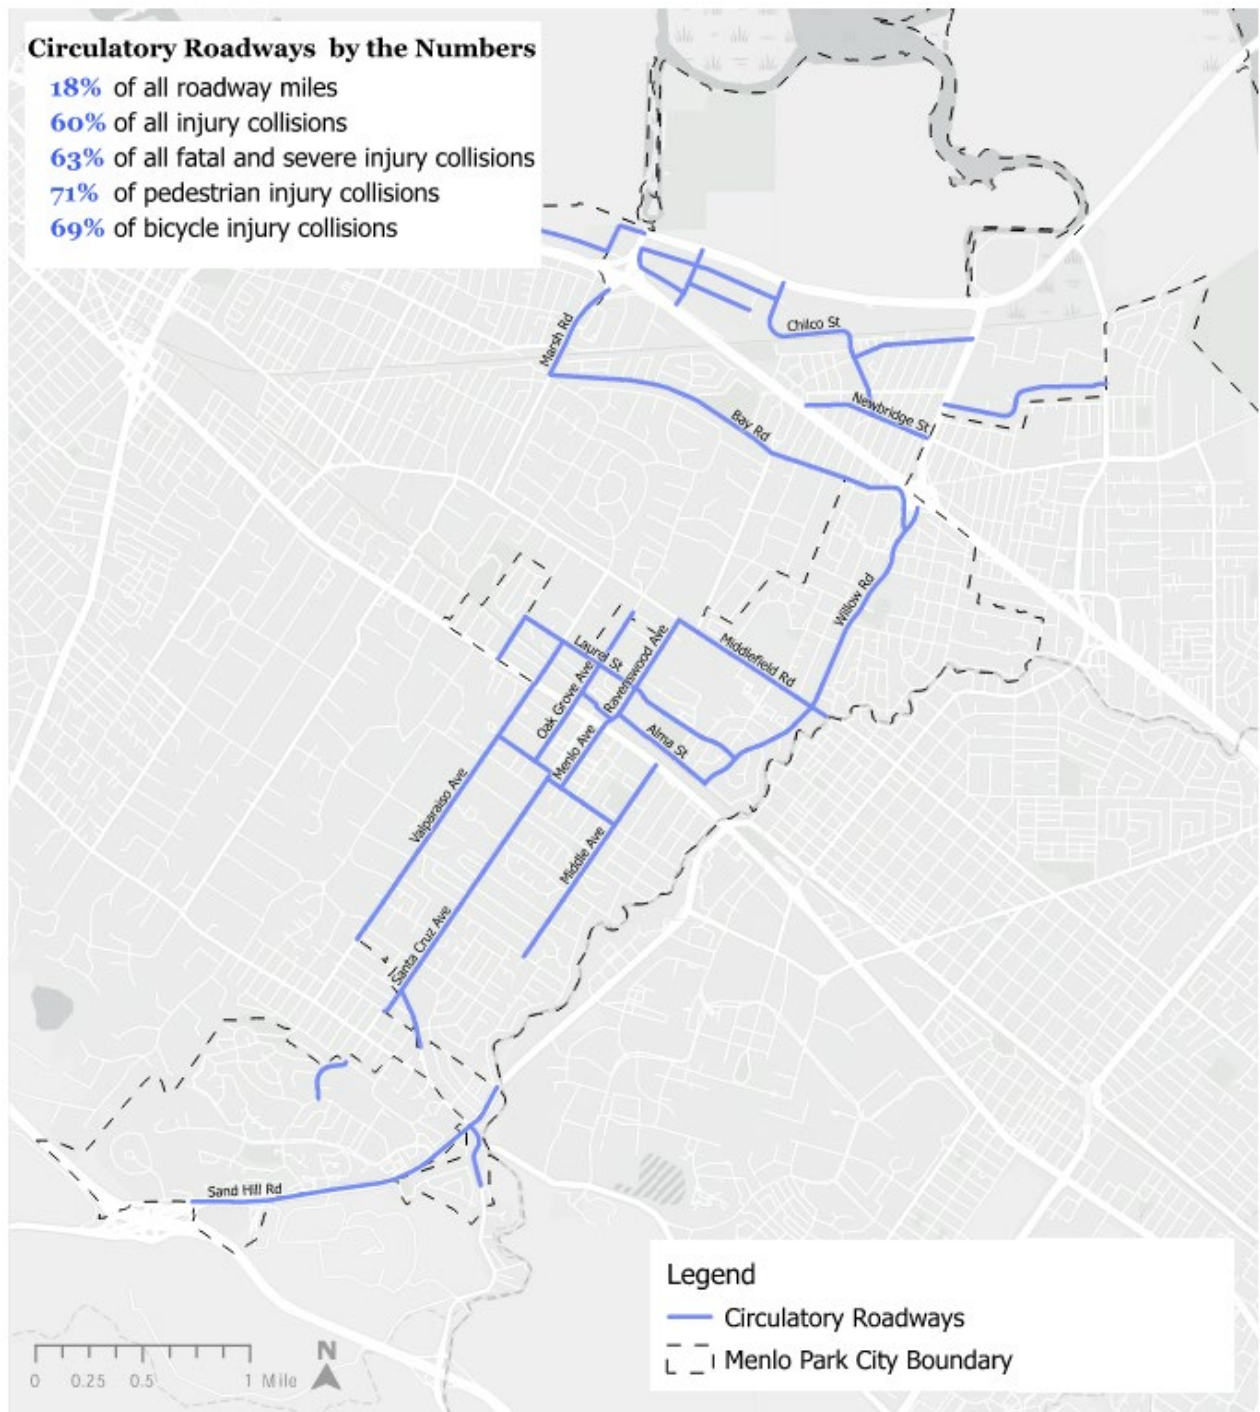 Circulatory Roadways by the Numbers
18% of all roadway miles
60% of all injury collisions
63% of all fatal and severe injury collisions
71% of pedestrian injury collisions
69% of bicycle injury collisions
Marsh Rd
Chilco St
Newbridge St
Bay Rd
Willow Rd
Laurel St
Ravenswood Ave
Middlefield Rd
Oak Grove Ave
Menlo Ave
Alma St
Valparaiso Ave
Middle Ave
Santa Cruz Ave
Sand Hill Rd
Legend
Circulatory Roadways
Menlo Park City Boundary
N
0 0.25 0.5 1 Mile